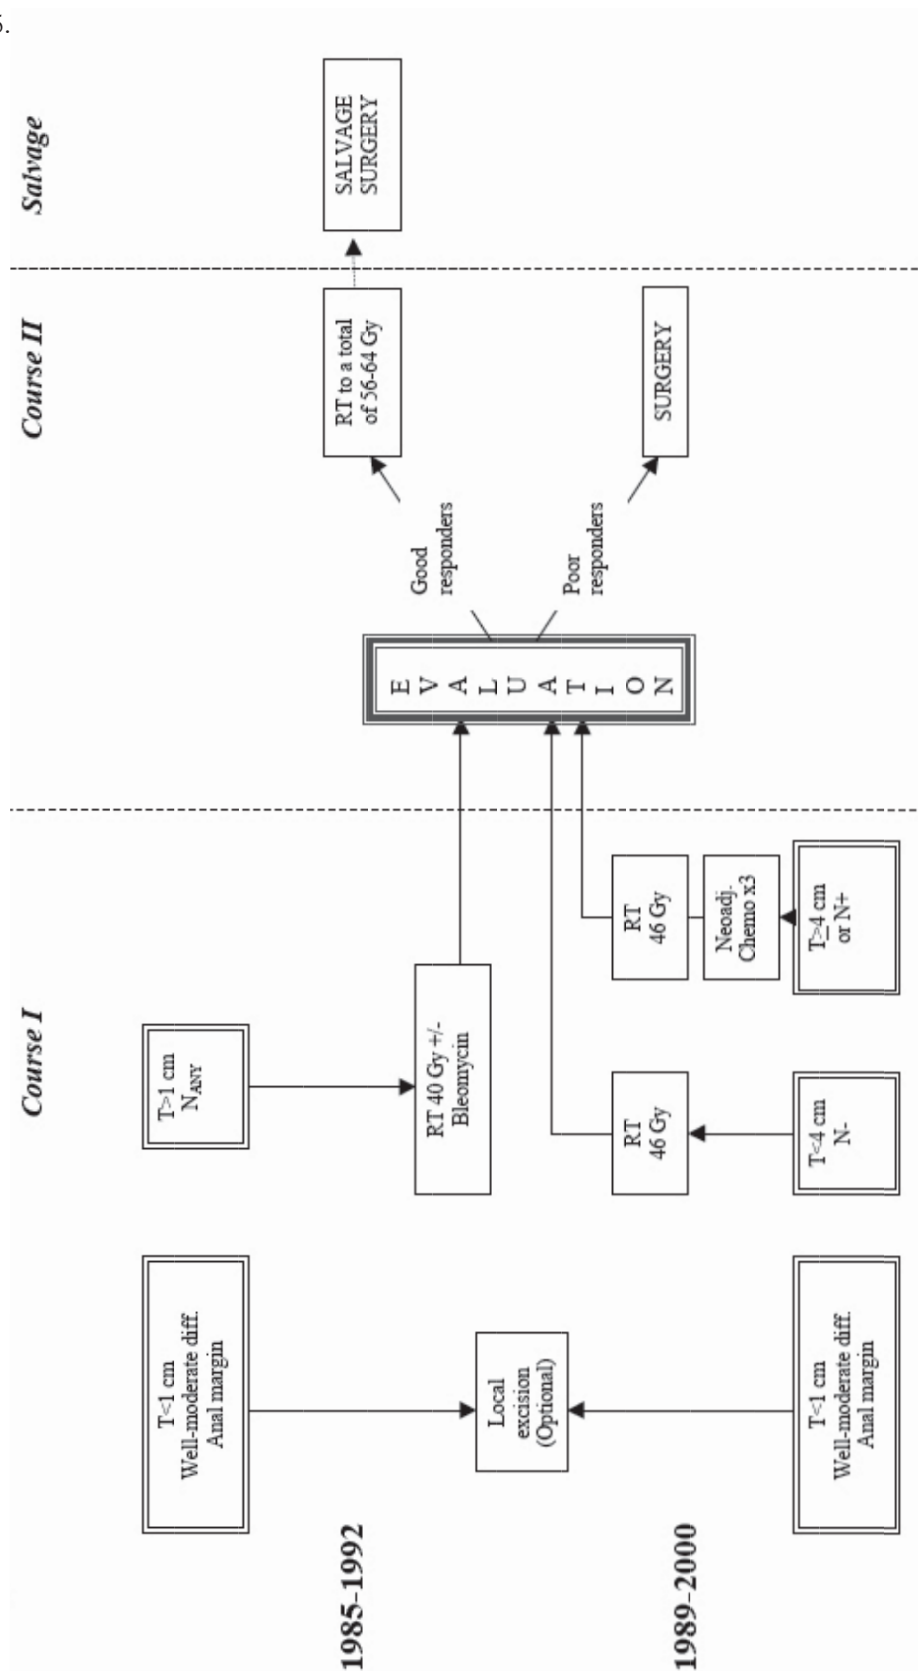 5.
Course I
Course II
Salvage
1985-1992
T<1 cm
Well-moderate diff.
Anal margin
T>1 cm
NANY
RT 40 Gy +/-
Bleomycin
Local
excision
(Optional)
E
V
A
L
U
A
T
I
O
N
Good
responders
Poor
responders
RT to a total
of 56-64 Gy
SALVAGE
SURGERY
SURGERY
1989-2000
T<1 cm
Well-moderate diff.
Anal margin
T<4 cm
N-
RT
46 Gy
T≥4 cm
or N+
Neoadj.
Chemo x3
RT
46 Gy